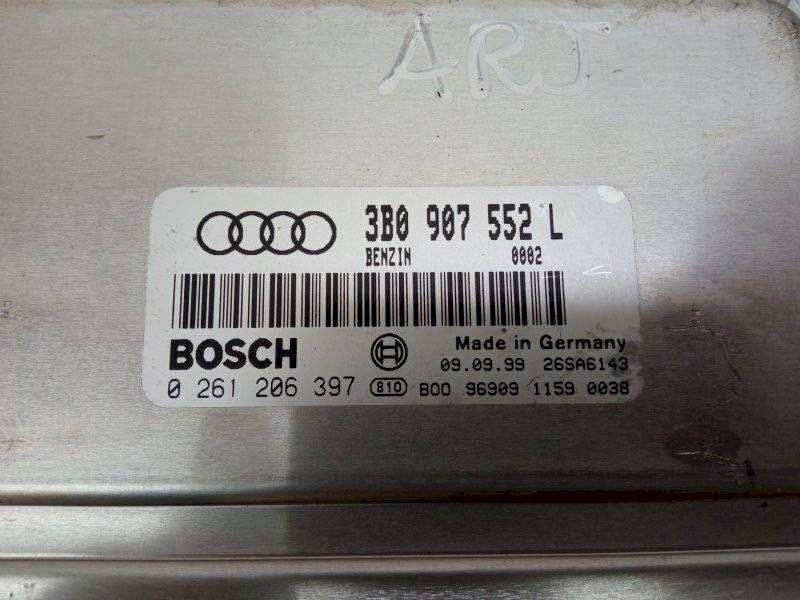 ARJ
3B0 907 552 L
BENZIN 0002
BOSCH Made in Germany
09.09.99 26SA6143
0 261 206 397 810 B00 96909 1159 0038